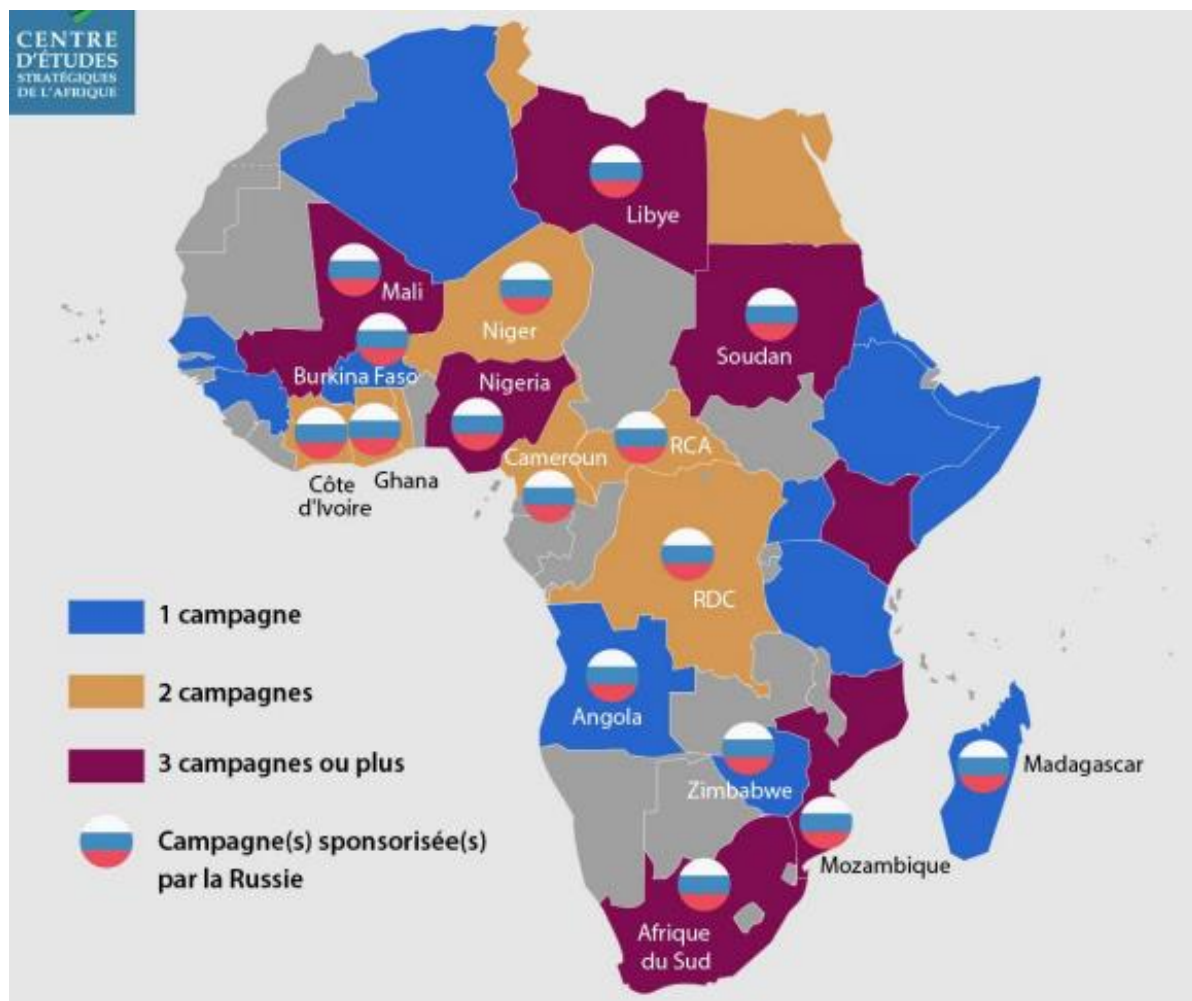 CENTRE
D'ÉTUDES
STRATÉGIQUES
DE L'AFRIQUE
Libye
Mali
Niger
Soudan
Burkina Faso
Nigeria
RCA
Cameroun
Côte
d'Ivoire
Ghana
RDC
1 campagne
2 campagnes
3 campagnes ou plus
Campagne(s) sponsorisée(s)
par la Russie
Angola
Zimbabwe
Madagascar
Mozambique
Afrique
du Sud